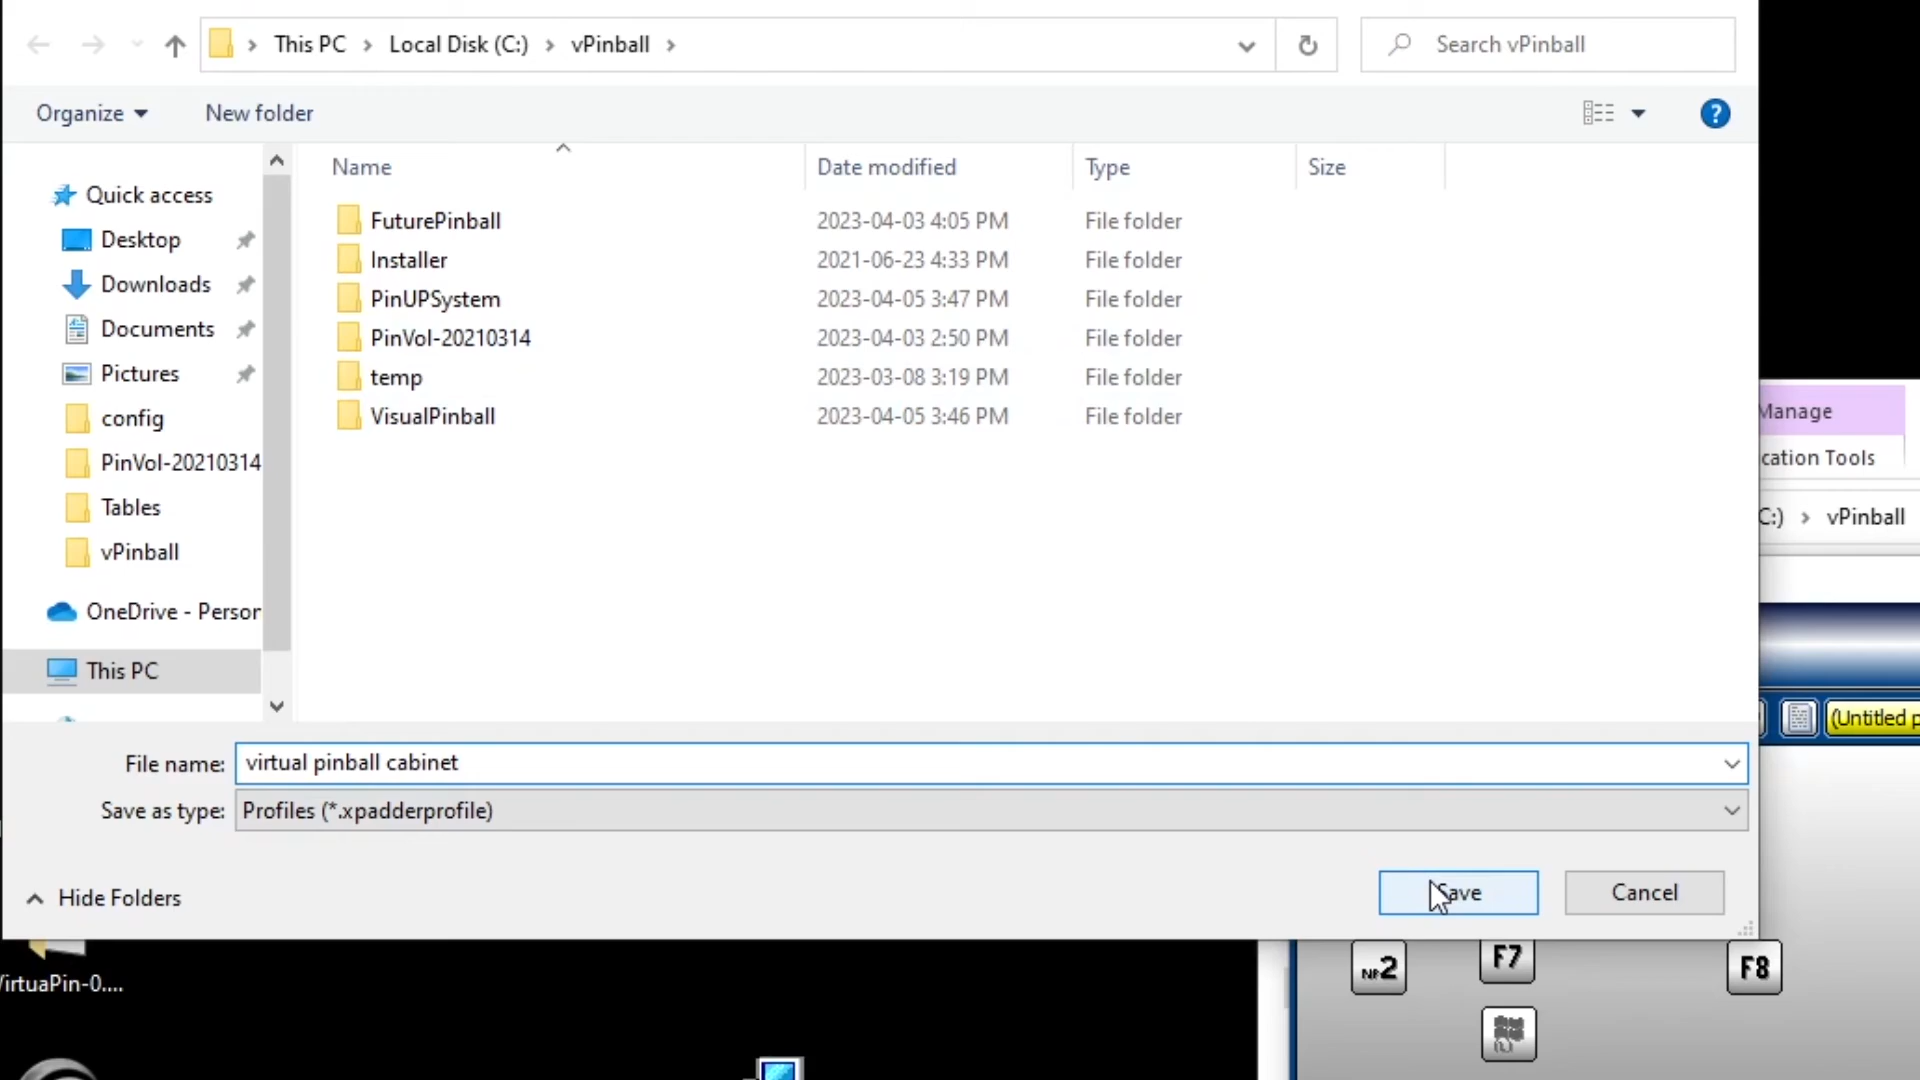 This PC > Local Disk (C:) > vPinball >
Search vPinball
Organize
New folder
?
Name
Date modified
Type
Size
Quick access
Desktop
Downloads
Documents
Pictures
config
PinVol-20210314
Tables
vPinball
OneDrive - Person
This PC
FuturePinball 2023-04-03 4:05 PM File folder
Installer 2021-06-23 4:33 PM File folder
PinUPSystem 2023-04-05 3:47 PM File folder
PinVol-20210314 2023-04-03 2:50 PM File folder
temp 2023-03-08 3:19 PM File folder
VisualPinball 2023-04-05 3:46 PM File folder
Manage
cation Tools
C:) > vPinball
(Untitled p
File name: virtual pinball cabinet
Save as type: Profiles (*.xpadderprofile)
Hide Folders
Save
Cancel
VirtuaPin-0....
NP2
F7
F8